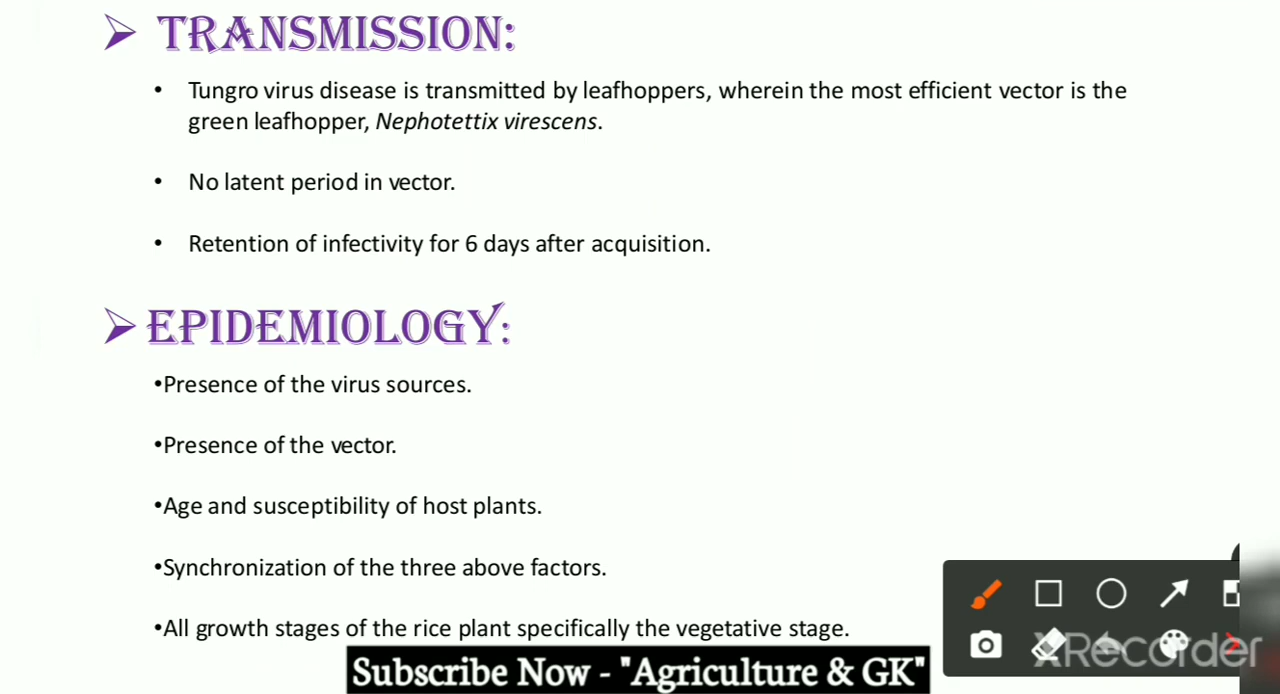 ➢ TRANSMISSION:
• Tungro virus disease is transmitted by leafhoppers, wherein the most efficient vector is the
green leafhopper, Nephotettix virescens.
• No latent period in vector.
• Retention of infectivity for 6 days after acquisition.
➢ EPIDEMIOLOGY:
•Presence of the virus sources.
•Presence of the vector.
•Age and susceptibility of host plants.
•Synchronization of the three above factors.
•All growth stages of the rice plant specifically the vegetative stage.
XRecorder
Subscribe Now - "Agriculture & GK"